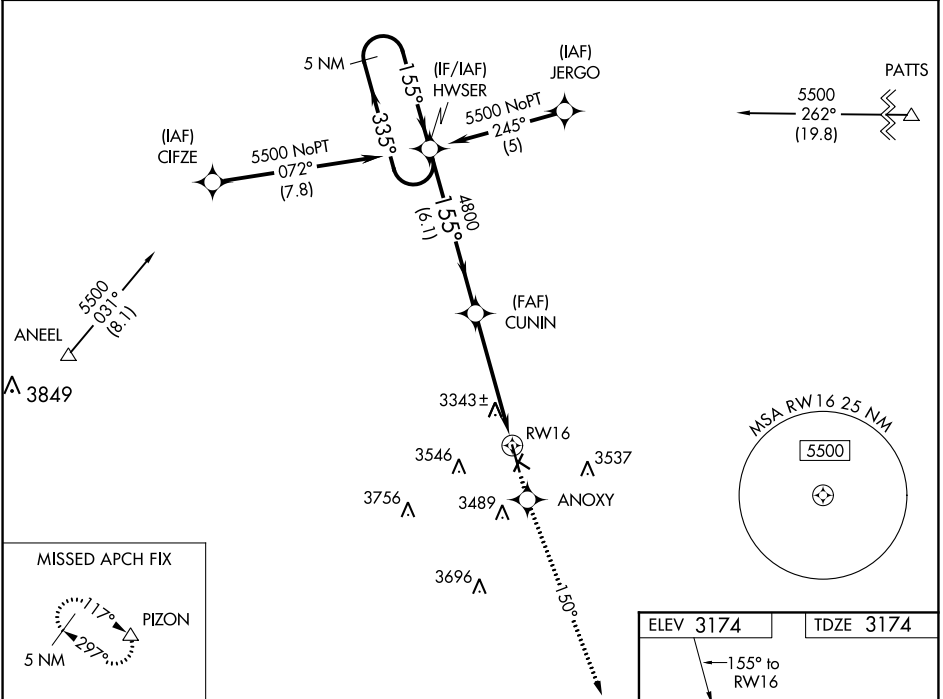 5 NM
155°
335°
(IF/IAF)
HWSER
(IAF)
JERGO
5500 NoPT
245°
(5)
PATTS
5500
262°
(19.8)
(IAF)
CIFZE
5500 NoPT
072°
(7.8)
4800
155°
(6.1)
(FAF)
CUNIN
5500
031°
(8.1)
ANEEL
3849
3343±
RW16
3546
3537
3756
3489
ANOXY
3696
150°
MSA RW16 25 NM
5500
MISSED APCH FIX
117°
297°
PIZON
5 NM
ELEV 3174
TDZE 3174
155° to
RW16